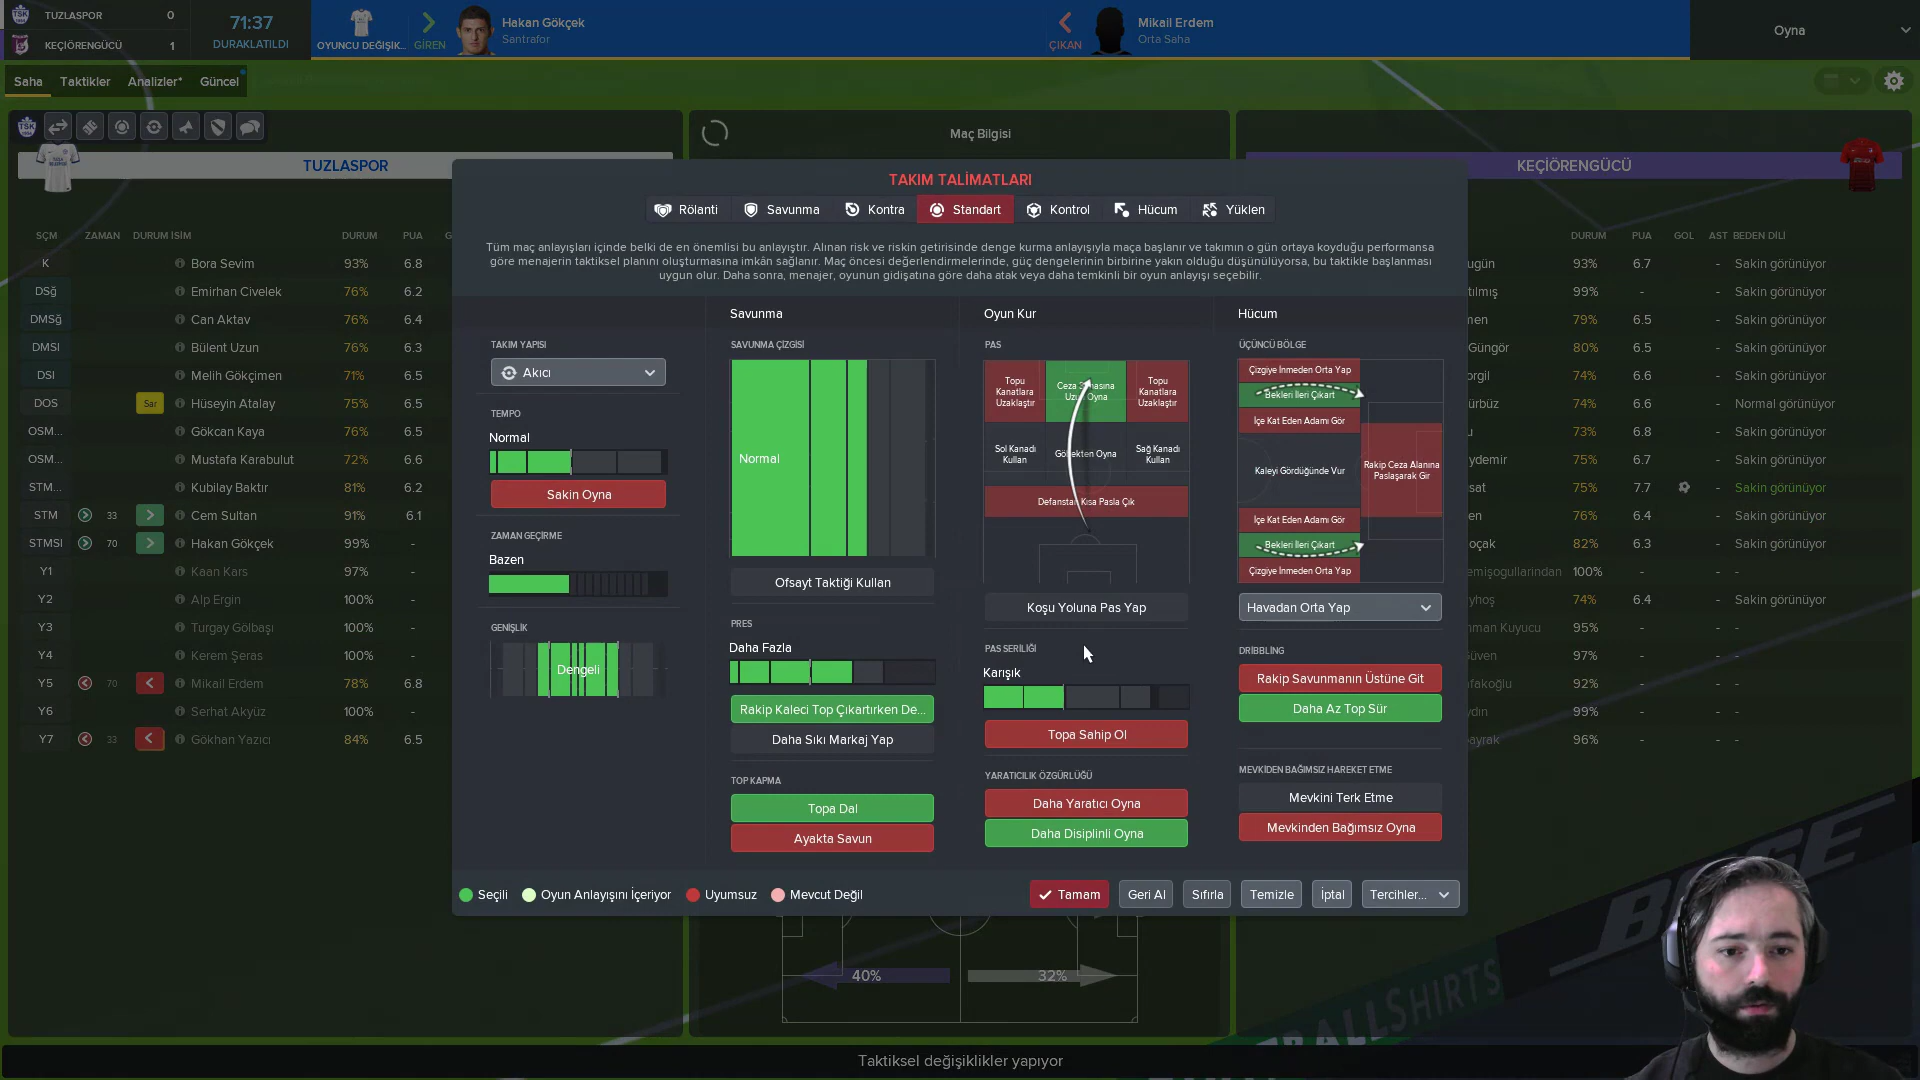 TUZLASPOR 0
KEÇİÖRENGÜCÜ 1
71:37
DURAKLATILDI
OYUNCU DEĞİŞİK...
GİREN
Hakan Gökçek
Santrafor
ÇIKAN
Mikail Erdem
Orta Saha
Oyna
Saha Taktikler Analizler* Güncel
Maç Bilgisi
TUZLASPOR
KEÇİÖRENGÜCÜ
SÇM ZAMAN DURUM İSİM DURUM PUA
K Bora Sevim 93% 6.8
DSğ Emirhan Civelek 76% 6.2
DMSğ Can Aktav 76% 6.4
DMSl Bülent Uzun 76% 6.3
DSI Melih Gökçimen 71% 6.5
DOS Sar Hüseyin Atalay 75% 6.5
OSM... Gökcan Kaya 76% 6.5
OSM... Mustafa Karabulut 72% 6.6
STM... Kubilay Baktır 81% 6.2
STM 33 Cem Sultan 91% 6.1
STMSI 70 Hakan Gökçek 99% -
Y1 Kaan Kars 97% -
Y2 Alp Ergin 100% -
Y3 Turgay Gölbaşı 100% -
Y4 Kerem Şeras 100% -
Y5 70 Mikail Erdem 78% 6.8
Y6 Serhat Akyüz 100% -
Y7 33 Gökhan Yazıcı 84% 6.5
TAKIM TALİMATLARI
Rölanti Savunma Kontra Standart Kontrol Hücum Yüklen
Tüm maç anlayışları içinde belki de en önemlisi bu anlayıştır. Alınan risk ve riskin getirisinde denge kurma anlayışıyla maça başlanır ve takımın o gün ortaya koyduğu performansa
göre menajerin taktiksel planını oluşturmasına imkân sağlanır. Maç öncesi değerlendirmelerinde, güç dengelerinin birbirine yakın olduğu düşünülüyorsa, bu taktikle başlanması
uygun olur. Daha sonra, menajer, oyunun gidişatına göre daha atak veya daha temkinli bir oyun anlayışı seçebilir.
TAKIM YAPISI
Akıcı
TEMPO
Normal
Sakin Oyna
ZAMAN GEÇİRME
Bazen
GENİŞLİK
Dengeli
Savunma
SAVUNMA ÇİZGİSİ
Normal
Ofsayt Taktiği Kullan
PRES
Daha Fazla
Rakip Kaleci Top Çıkartırken De...
Daha Sıkı Markaj Yap
TOP KAPMA
Topa Dal
Ayakta Savun
Oyun Kur
PAS
Topu
Kanatlara
Uzaklaştır
Topu
Kanatlara
Uzaklaştır
Sol Kanadı
Kullan
Sağ Kanadı
Kullan
Koşu Yoluna Pas Yap
PAS SERİLİĞİ
Karışık
Topa Sahip Ol
YARATICILIK ÖZGÜRLÜĞÜ
Daha Yaratıcı Oyna
Daha Disiplinli Oyna
Hücum
ÜÇÜNCÜ BÖLGE
Çizgiye İnmeden Orta Yap
Bekleri İleri Çıkart
İçe Kat Eden Adamı Gör
Kaleyi Gördüğünde Vur
Rakip Ceza Alanına
Paslaşarak Gir
İçe Kat Eden Adamı Gör
Bekleri İleri Çıkart
Çizgiye İnmeden Orta Yap
Havadan Orta Yap
DRİBBLİNG
Rakip Savunmanın Üstüne Git
Daha Az Top Sür
MEVKİDEN BAĞIMSIZ HAREKET ETME
Mevkini Terk Etme
Mevkinden Bağımsız Oyna
Seçili Oyun Anlayışını İçeriyor Uyumsuz Mevcut Değil
Tamam Geri Al Sıfırla Temizle İptal Tercihler...
DURUM PUA GOL AST BEDEN DİLİ
93% 6.7 - Sakin görünüyor
99% - - Sakin görünüyor
79% 6.5 - Sakin görünüyor
Güngör 80% 6.5 - Sakin görünüyor
74% 6.6 - Sakin görünüyor
74% 6.6 - Normal görünüyor
73% 6.8 - Sakin görünüyor
75% 6.7 - Sakin görünüyor
75% 7.7 - Sakin görünüyor
76% 6.4 - Sakin görünüyor
82% 6.3 - Sakin görünüyor
100% - - -
74% 6.4 - Sakin görünüyor
Kuyucu 95% - - -
97% - - -
92% - - -
99% - - -
96% - - -
40% 32%
Taktiksel değişiklikler yapıyor